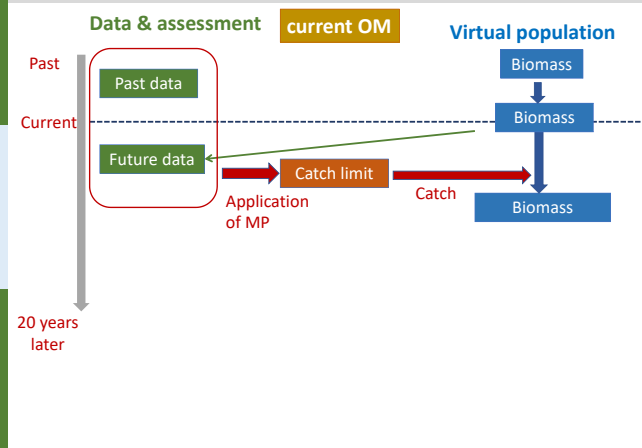 Data & assessment
current OM
Virtual population
Past
Biomass
Past data
Current
Biomass
Future data
Catch limit
Application
of MP
Catch
Biomass
20 years
later